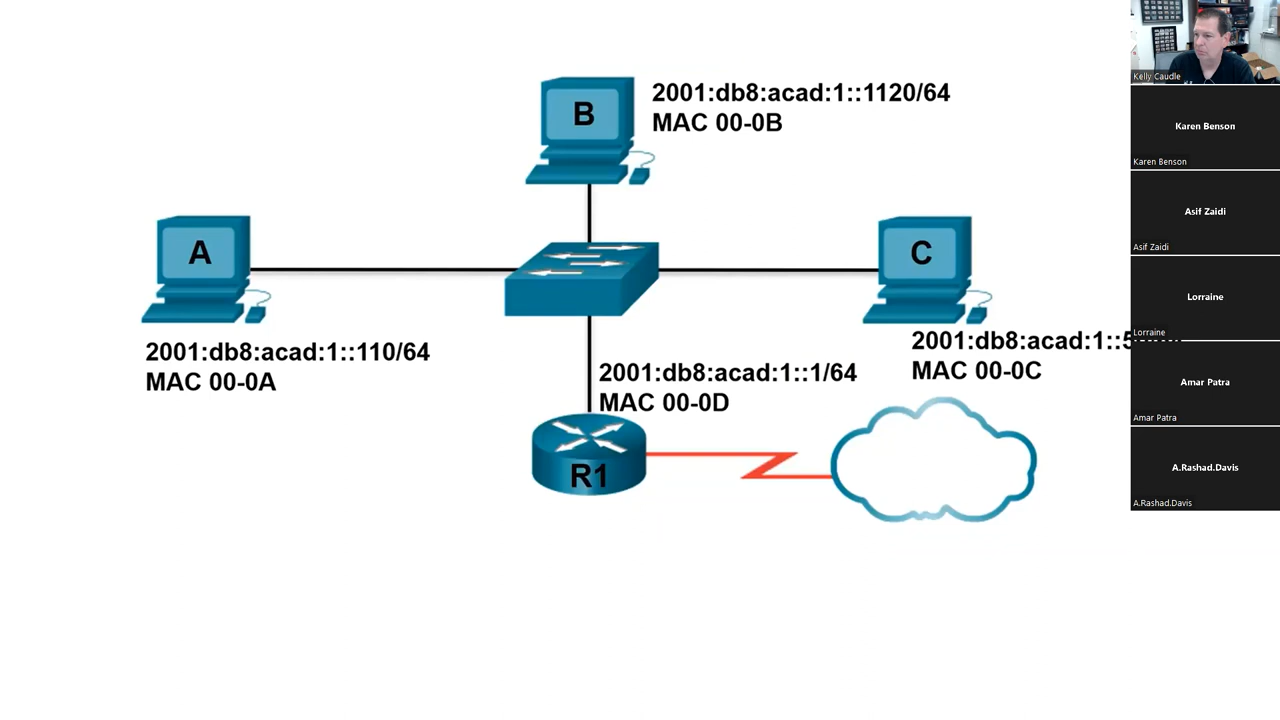 B
2001:db8:acad:1::1120/64
MAC 00-0B
A
2001:db8:acad:1::110/64
MAC 00-0A
C
MAC 00-0C
2001:db8:acad:1::1/64
MAC 00-0D
R1
Kelly Caudle
Karen Benson
Karen Benson
Asif Zaidi
Asif Zaidi
Lorraine
Lorraine
Amar Patra
Amar Patra
A.Rashad.Davis
A.Rashad.Davis